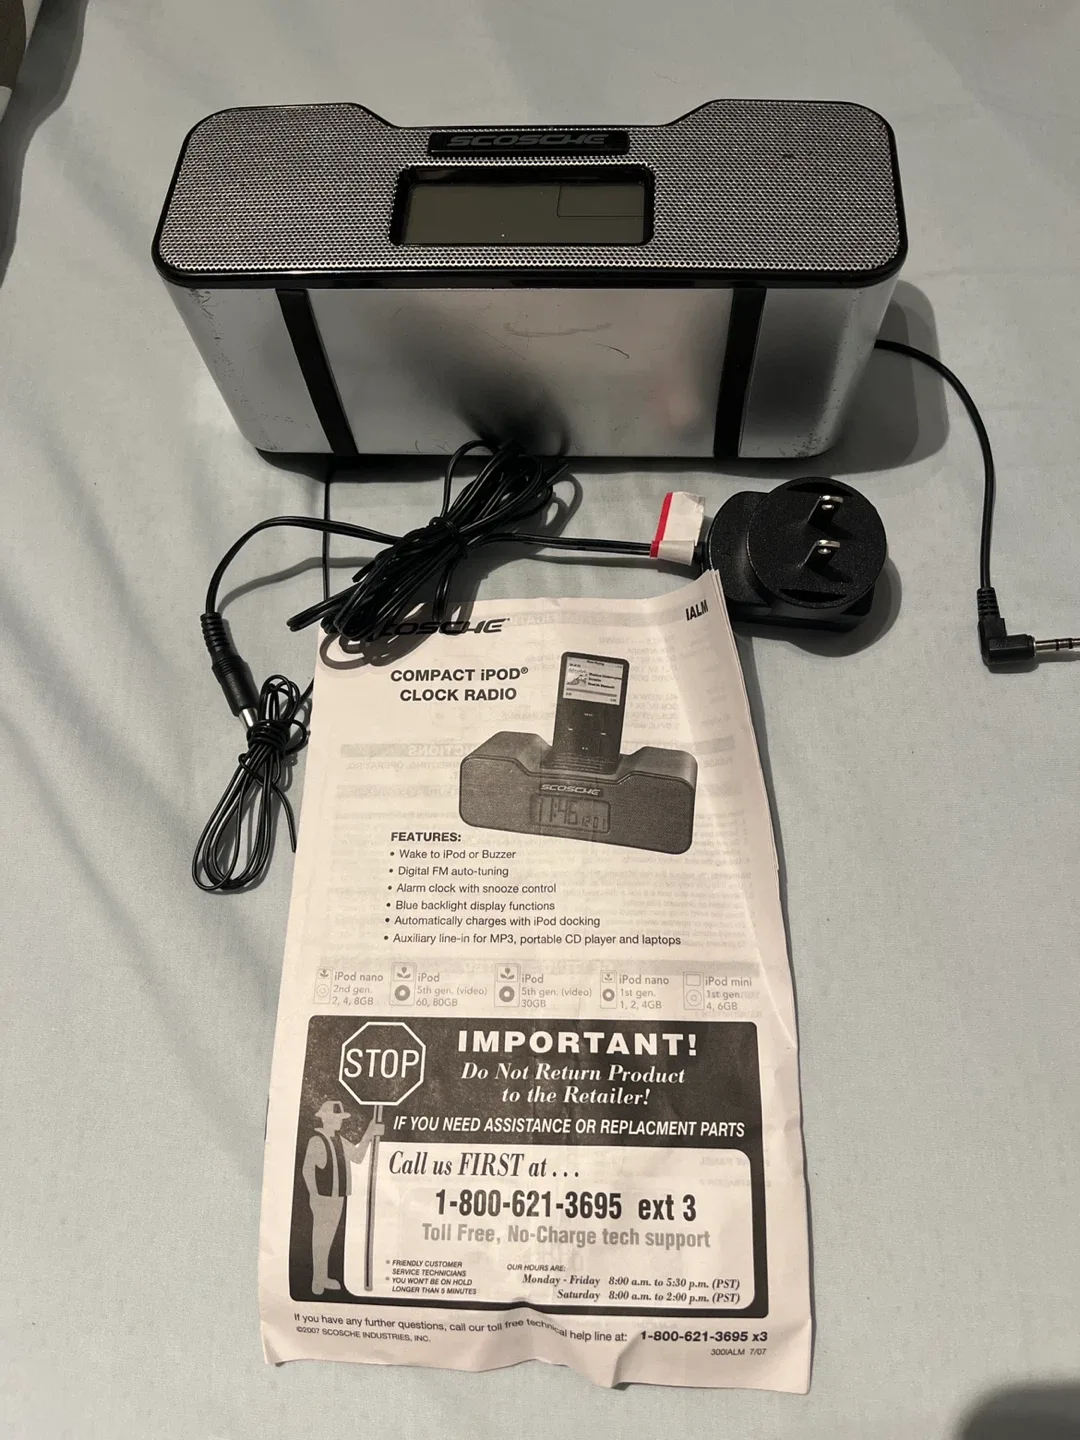 SCOSCHE
IALM
SCOSCHE
COMPACT iPOD®
CLOCK RADIO
SCOSCHE
11:46 12:01
FEATURES:
• Wake to iPod or Buzzer
• Digital FM auto-tuning
• Alarm clock with snooze control
• Blue backlight display functions
• Automatically charges with iPod docking
• Auxiliary line-in for MP3, portable CD player and laptops
iPod nano
2nd gen.
2, 4, 8GB
iPod
5th gen. (video)
60, 80GB
iPod
5th gen. (video)
30GB
iPod nano
1st gen.
1, 2, 4GB
iPod mini
1st gen.
4, 6GB
STOP
IMPORTANT!
Do Not Return Product
to the Retailer!
IF YOU NEED ASSISTANCE OR REPLACMENT PARTS
Call us FIRST at . . .
1-800-621-3695 ext 3
Toll Free, No-Charge tech support
* FRIENDLY CUSTOMER
SERVICE TECHNICIANS
* YOU WON'T BE ON HOLD
LONGER THAN 5 MINUTES
OUR HOURS ARE:
Monday - Friday 8:00 a.m. to 5:30 p.m. (PST)
Saturday 8:00 a.m. to 2:00 p.m. (PST)
If you have any further questions, call our toll free technical help line at: 1-800-621-3695 x3
©2007 SCOSCHE INDUSTRIES, INC.
300IALM 7/07